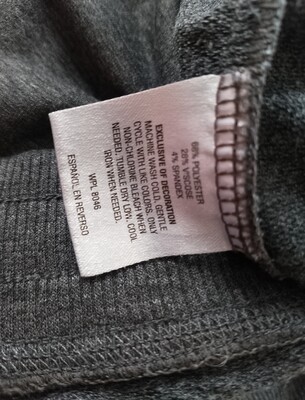 68% POLYESTER
28% VISCOSE
4% SPANDEX
EXCLUSIVE OF DECORATION
MACHINE WASH COLD, GENTLE
CYCLE WITH LIKE COLORS, ONLY
NON-CHLORINE BLEACH WHEN
NEEDED. TUMBLE DRY LOW. COOL
IRON WHEN NEEDED.
WPL 8046
ESPAÑOL EN REVERSO